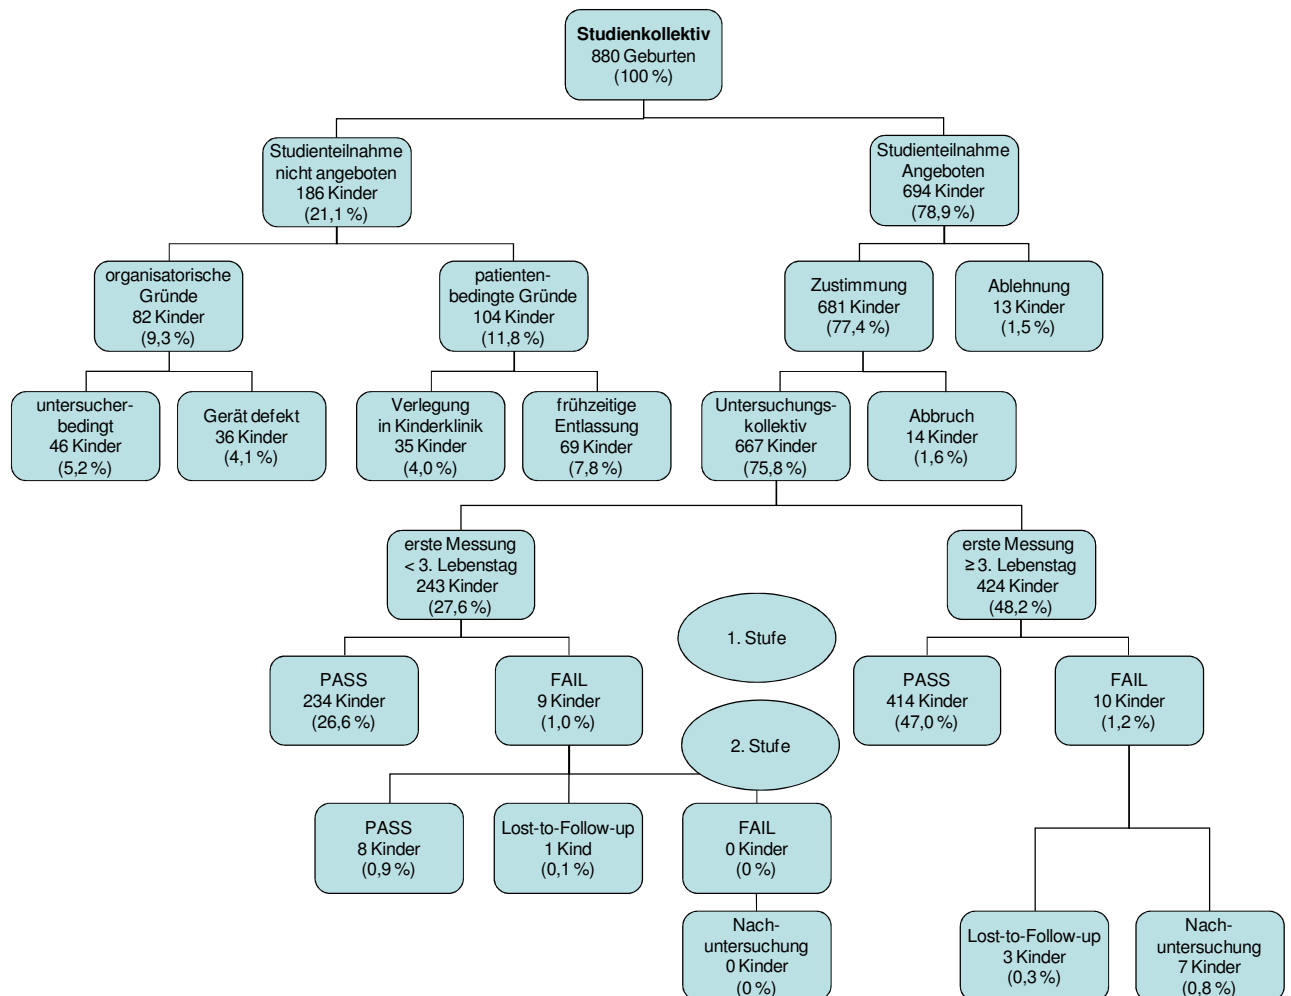 Studienkollektiv
880 Geburten
(100 %)
Studienteilnahme
nicht angeboten
186 Kinder
(21,1 %)
Studienteilnahme
Angeboten
694 Kinder
(78,9 %)
organisatorische
Gründe
82 Kinder
(9,3 %)
patienten-
bedingte Gründe
104 Kinder
(11,8 %)
Zustimmung
681 Kinder
(77,4 %)
Ablehnung
13 Kinder
(1,5 %)
untersucher-
bedingt
46 Kinder
(5,2 %)
Gerät defekt
36 Kinder
(4,1 %)
Verlegung
in Kinderklinik
35 Kinder
(4,0 %)
frühzeitige
Entlassung
69 Kinder
(7,8 %)
Untersuchungs-
kollektiv
667 Kinder
(75,8 %)
Abbruch
14 Kinder
(1,6 %)
erste Messung
< 3. Lebenstag
243 Kinder
(27,6 %)
erste Messung
≥ 3. Lebenstag
424 Kinder
(48,2 %)
1. Stufe
PASS
234 Kinder
(26,6 %)
FAIL
9 Kinder
(1,0 %)
PASS
414 Kinder
(47,0 %)
FAIL
10 Kinder
(1,2 %)
2. Stufe
PASS
8 Kinder
(0,9 %)
Lost-to-Follow-up
1 Kind
(0,1 %)
FAIL
0 Kinder
(0 %)
Nach-
untersuchung
0 Kinder
(0 %)
Lost-to-Follow-up
3 Kinder
(0,3 %)
Nach-
untersuchung
7 Kinder
(0,8 %)